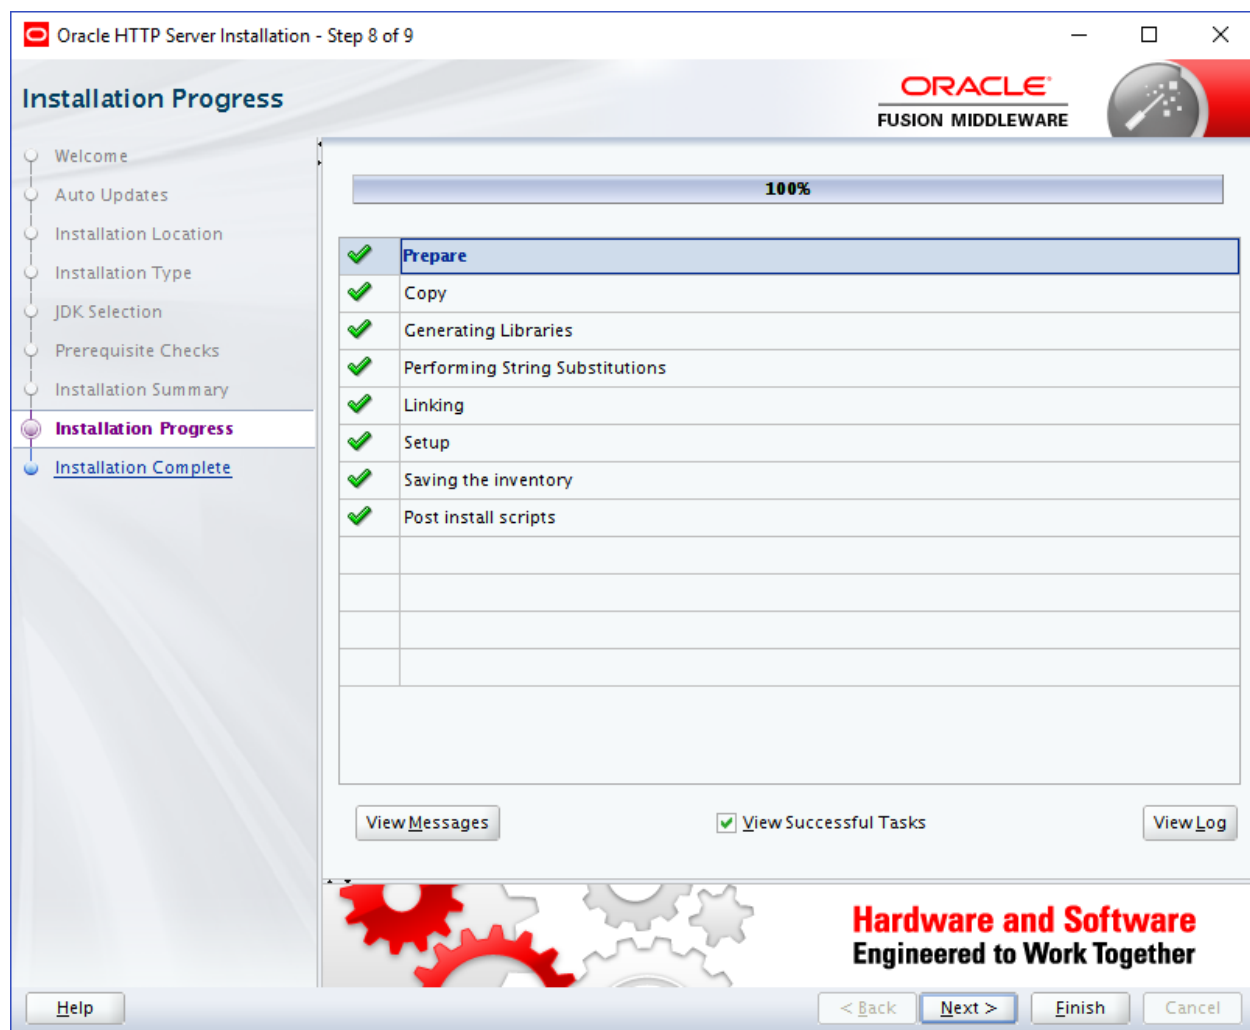 Oracle HTTP Server Installation - Step 8 of 9
Installation Progress
ORACLE
FUSION MIDDLEWARE
Welcome
Auto Updates
Installation Location
Installation Type
JDK Selection
Prerequisite Checks
Installation Summary
Installation Progress
Installation Complete
100%
Prepare
Copy
Generating Libraries
Performing String Substitutions
Linking
Setup
Saving the inventory
Post install scripts
View Messages
View Successful Tasks
View Log
Hardware and Software
Engineered to Work Together
Help
< Back
Next >
Finish
Cancel